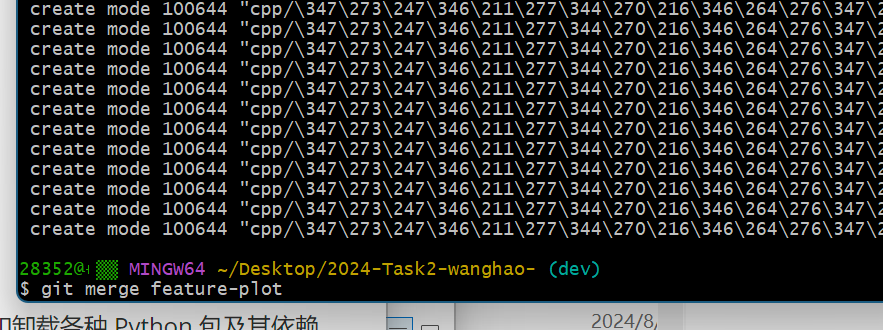 create mode 100644 "cpp/\347\273\247\346\211\277\344\270\216\346\264\276\347\2
create mode 100644 "cpp/\347\273\247\346\211\277\344\270\216\346\264\276\347\2
create mode 100644 "cpp/\347\273\247\346\211\277\344\270\216\346\264\276\347\2
create mode 100644 "cpp/\347\273\247\346\211\277\344\270\216\346\264\276\347\2
create mode 100644 "cpp/\347\273\247\346\211\277\344\270\216\346\264\276\347\2
create mode 100644 "cpp/\347\273\247\346\211\277\344\270\216\346\264\276\347\2
create mode 100644 "cpp/\347\273\247\346\211\277\344\270\216\346\264\276\347\2
create mode 100644 "cpp/\347\273\247\346\211\277\344\270\216\346\264\276\347\2
create mode 100644 "cpp/\347\273\247\346\211\277\344\270\216\346\264\276\347\2
create mode 100644 "cpp/\347\273\247\346\211\277\344\270\216\346\264\276\347\2
create mode 100644 "cpp/\347\273\247\346\211\277\344\270\216\346\264\276\347\2
create mode 100644 "cpp/\347\273\247\346\211\277\344\270\216\346\264\276\347\2
28352@ MINGW64 ~/Desktop/2024-Task2-wanghao- (dev)
$ git merge feature-plot
卸载各种 Python 包及其依赖
2024/8/